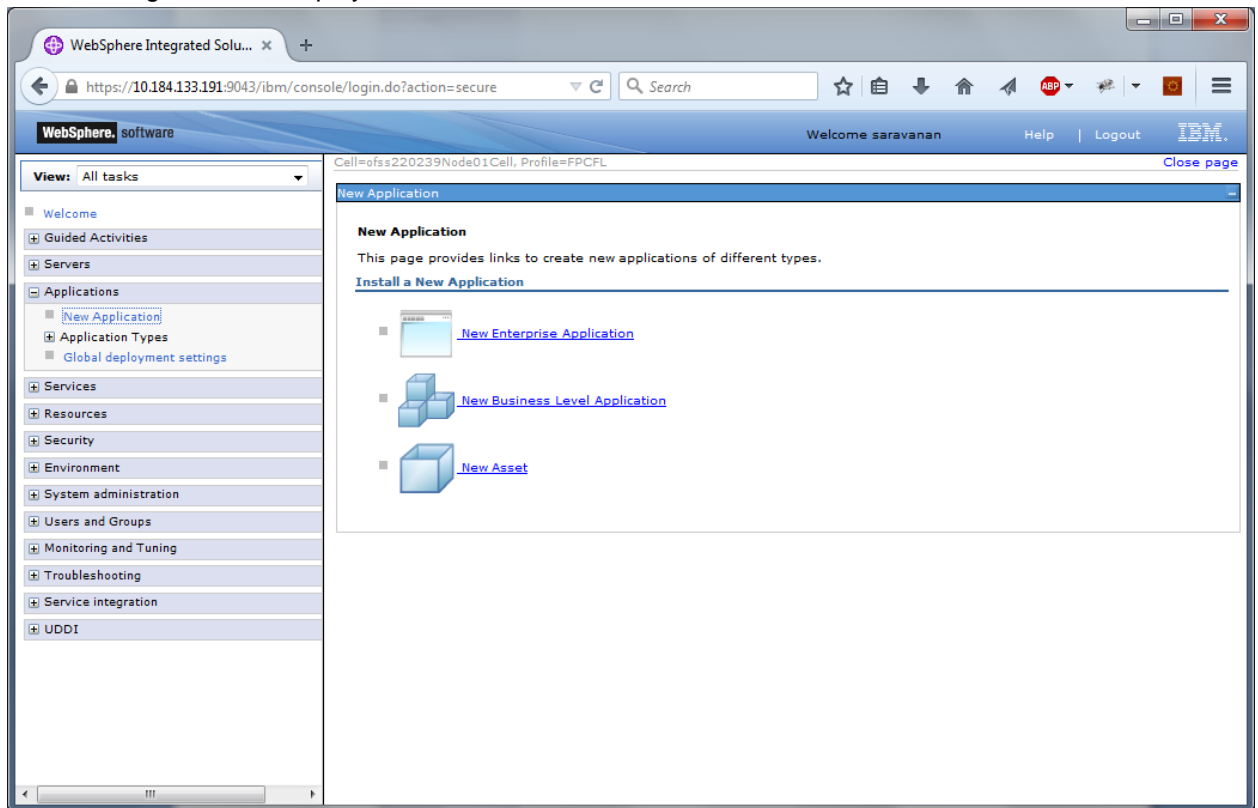 WebSphere Integrated Solu...
https://10.184.133.191:9043/ibm/console/login.do?action=secure
Search
ABP
WebSphere. software
Welcome saravanan
Help | Logout
IBM.
View: All tasks
Welcome
Guided Activities
Servers
Applications
New Application
Application Types
Global deployment settings
Services
Resources
Security
Environment
System administration
Users and Groups
Monitoring and Tuning
Troubleshooting
Service integration
UDDI
Cell=ofss220239Node01Cell, Profile=FPCFL
Close page
New Application
New Application
This page provides links to create new applications of different types.
Install a New Application
New Enterprise Application
New Business Level Application
New Asset